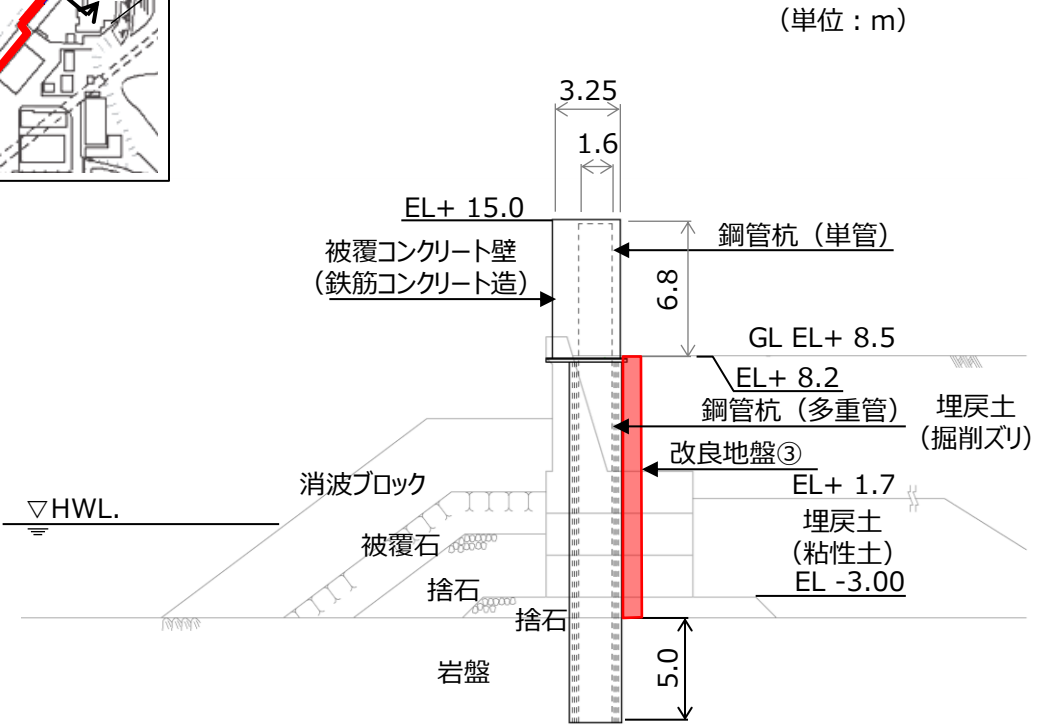 (単位：m)
3.25
1.6
EL+ 15.0
鋼管杭（単管）
被覆コンクリート壁
(鉄筋コンクリート造)
6.8
GL EL+ 8.5
EL+ 8.2
鋼管杭（多重管）
埋戻土
(掘削ズリ)
改良地盤③
消波ブロック
EL+ 1.7
▽HWL.
埋戻土
(粘性土)
被覆石
EL -3.00
捨石
捨石
5.0
岩盤